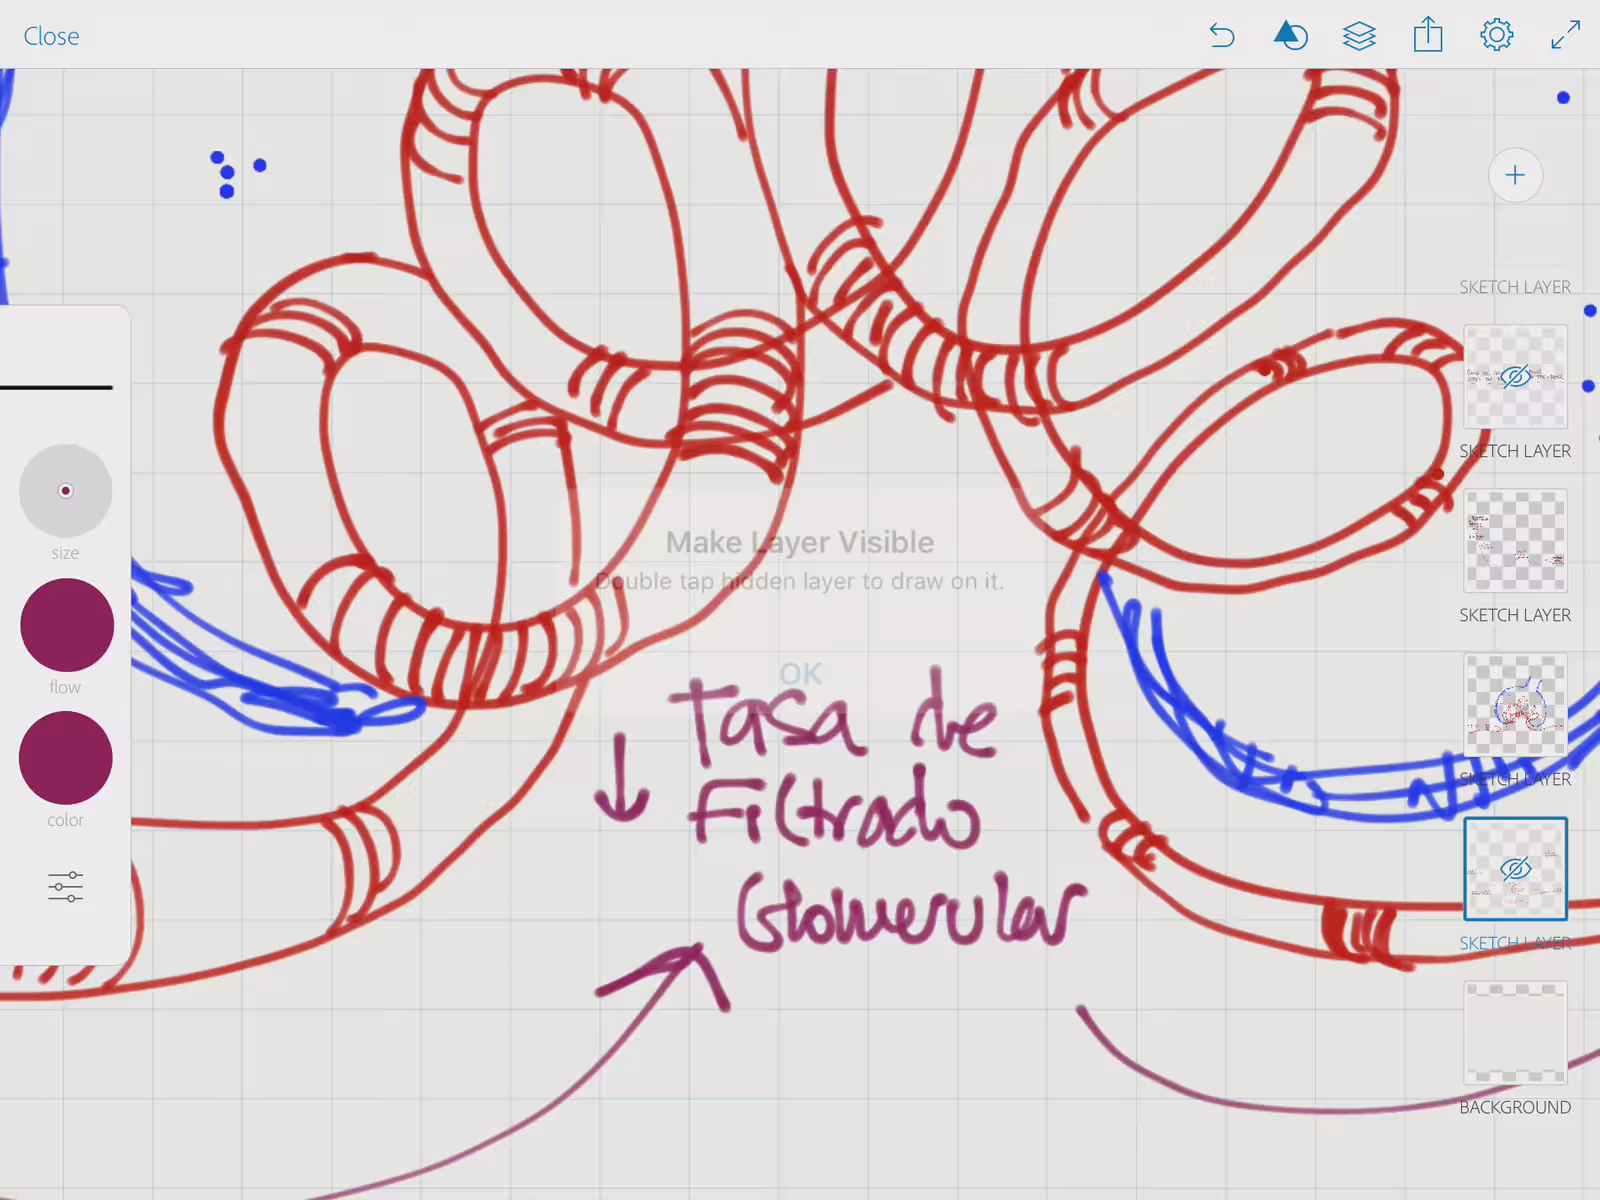 Close
SKETCH LAYER
SKETCH LAYER
size
Make Layer Visible
Double tap hidden layer to draw on it.
SKETCH LAYER
OK
flow
Tasa de
SKETCH LAYER
color
↓ Filtrado
Glomerular
SKETCH LAYER
BACKGROUND